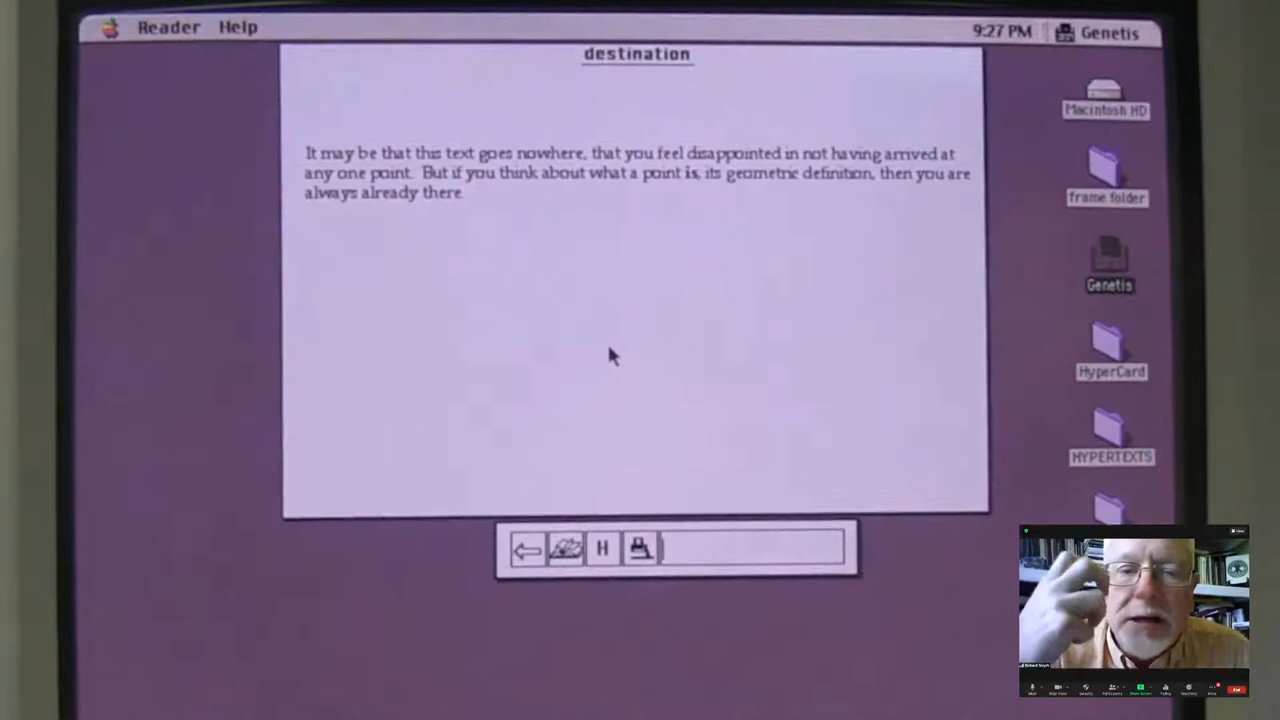 Reader Help 9:27 PM Genetis
destination
It may be that this text goes nowhere, that you feel disappointed in not having arrived at
any one point. But if you think about what a point is, its geometric definition, then you are
always already there.
Macintosh HD
frame folder
Genetis
HyperCard
HYPERTEXTS
H